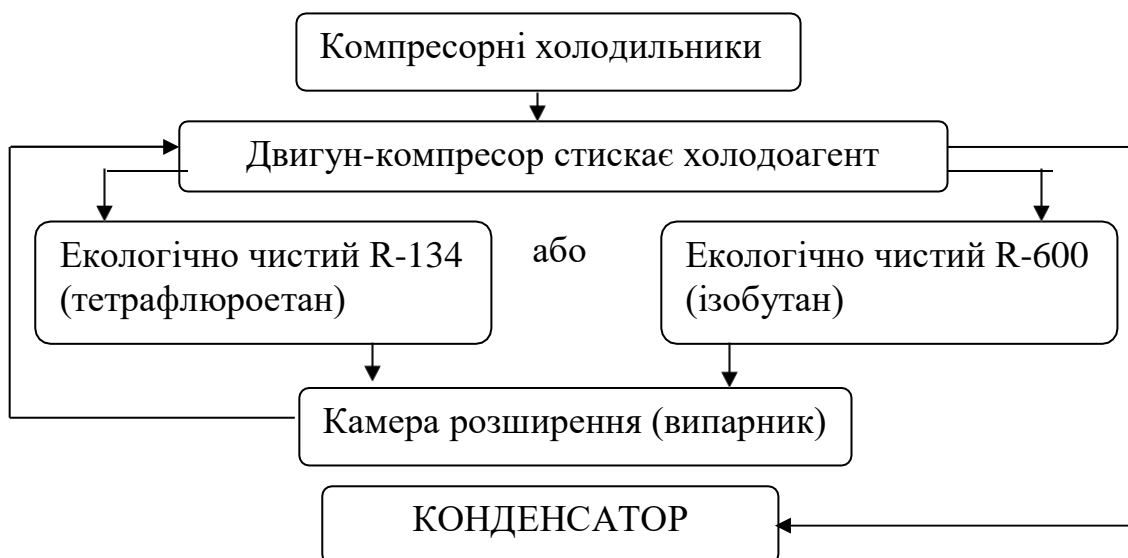 Компресорні холодильники
Двигун-компресор стискає холодоагент
Екологічно чистий R-134
(тетрафлюроетан)
або
Екологічно чистий R-600
(ізобутан)
Камера розширення (випарник)
КОНДЕНСАТОР